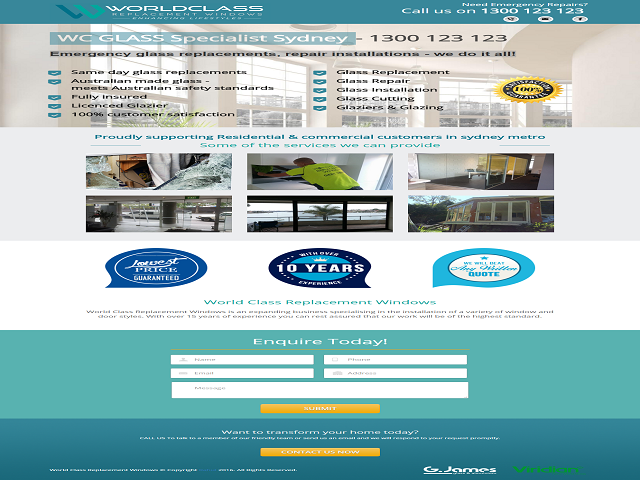 WORLDCLASS
REPLACEMENT WINDOWS
ENHANCING LIFESTYLES
Need Emergency Repairs?
Call us on 1300 123 123
WC GLASS Specialist Sydney - 1300 123 123
Emergency glass replacements, repair installations - we do it all!
Same day glass replacements
Australian made glass -
meets Australian safety standards
Fully Insured
Licenced Glazier
100% customer satisfaction
Glass Replacement
Glass Repair
Glass Installation
Glass Cutting
Glaziers & Glazing
100%
Proudly supporting Residential & commercial customers in sydney metro
Some of the services we can provide
Lowest
PRICE
GUARANTEED
WITH OVER
10 YEARS
EXPERIENCE
WE WILL BEAT
Any Written
QUOTE
World Class Replacement Windows
World Class Replacement Windows is an expanding business specialising in the installation of a variety of window and
door styles. With over 15 years of experience you can rest assured that our work will be of the highest standard.
Enquire Today!
Name
Phone
Email
Address
Message
SUBMIT
Want to transform your home today?
CALL US To talk to a member of our friendly team or send us an email and we will respond to your request promptly.
CONTACT US NOW
World Class Replacement Windows © Copyright 2016. All Rights Reserved.
G.James